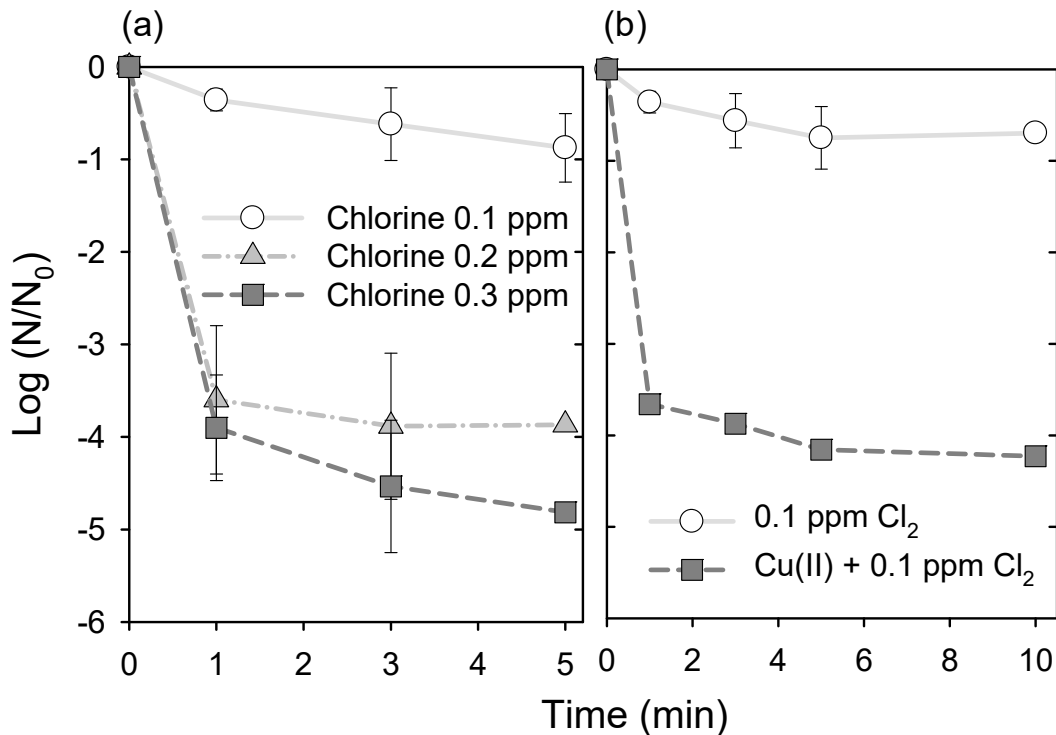 (a)
(b)
0
-1
-2
-3
-4
-5
-6
Log (N/N0)
Chlorine 0.1 ppm
Chlorine 0.2 ppm
Chlorine 0.3 ppm
0 1 2 3 4 5
0.1 ppm Cl2
Cu(II) + 0.1 ppm Cl2
0 2 4 6 8 10
Time (min)